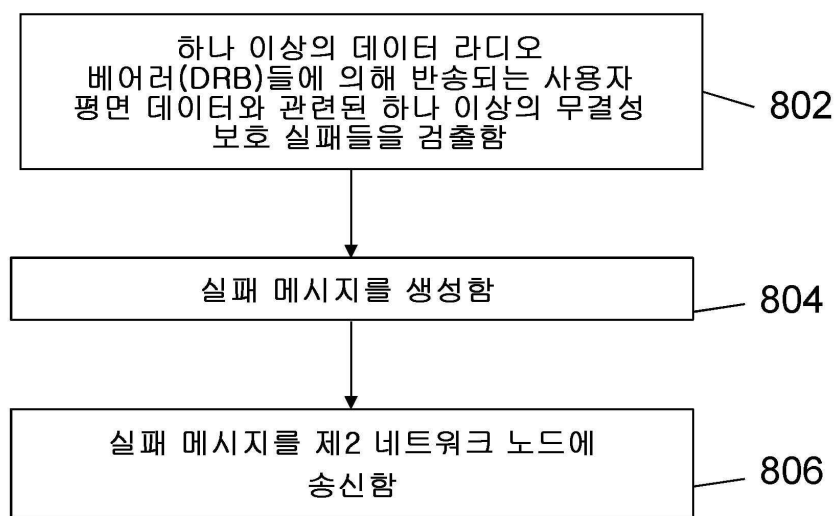 하나 이상의 데이터 라디오
베어러(DRB)들에 의해 반송되는 사용자
평면 데이터와 관련된 하나 이상의 무결성
보호 실패들을 검출함
802
실패 메시지를 생성함
804
실패 메시지를 제2 네트워크 노드에
송신함
806